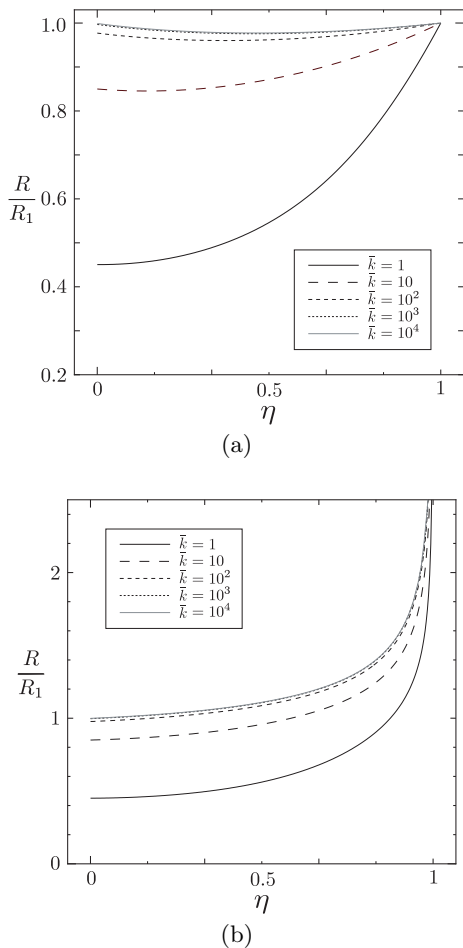 1.0
0.8
R
R₁
0.6
0.4
0.2
k̄ = 1
k̄ = 10
k̄ = 10²
k̄ = 10³
k̄ = 10⁴
0
0.5
1
η
(a)
k̄ = 1
k̄ = 10
k̄ = 10²
k̄ = 10³
k̄ = 10⁴
2
R
R₁
1
0
0
0.5
1
η
(b)